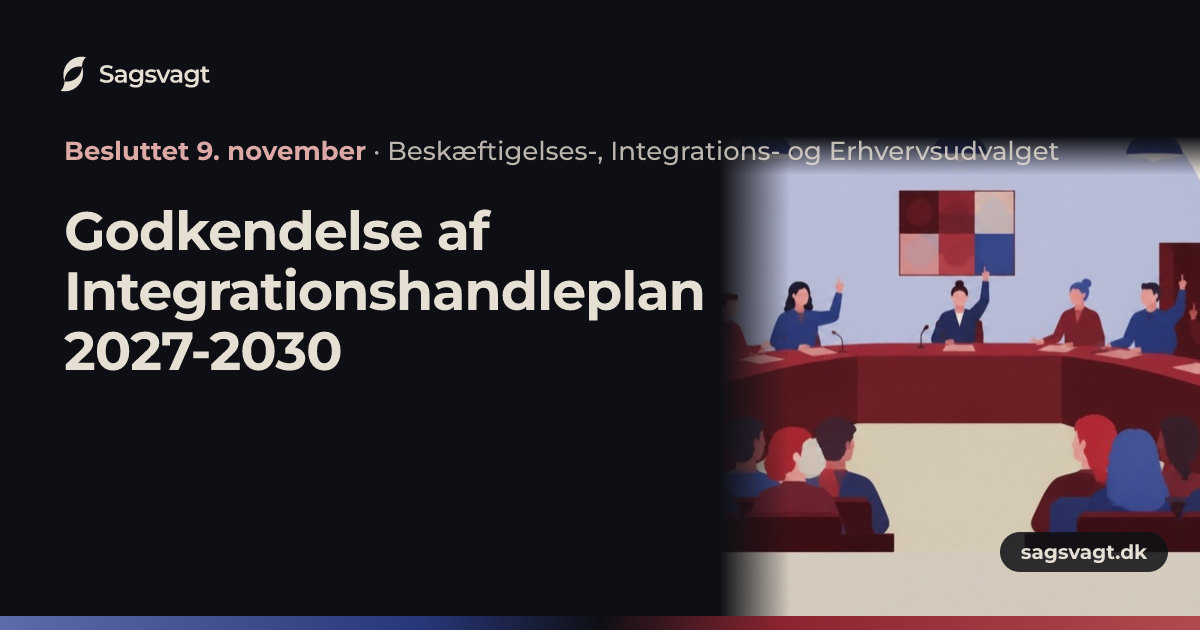 Sagsvagt
Besluttet 9. november · Beskæftigelses-, Integrations- og Erhvervsudvalget
Godkendelse af
Integrationshandleplan
2027-2030
sagsvagt.dk